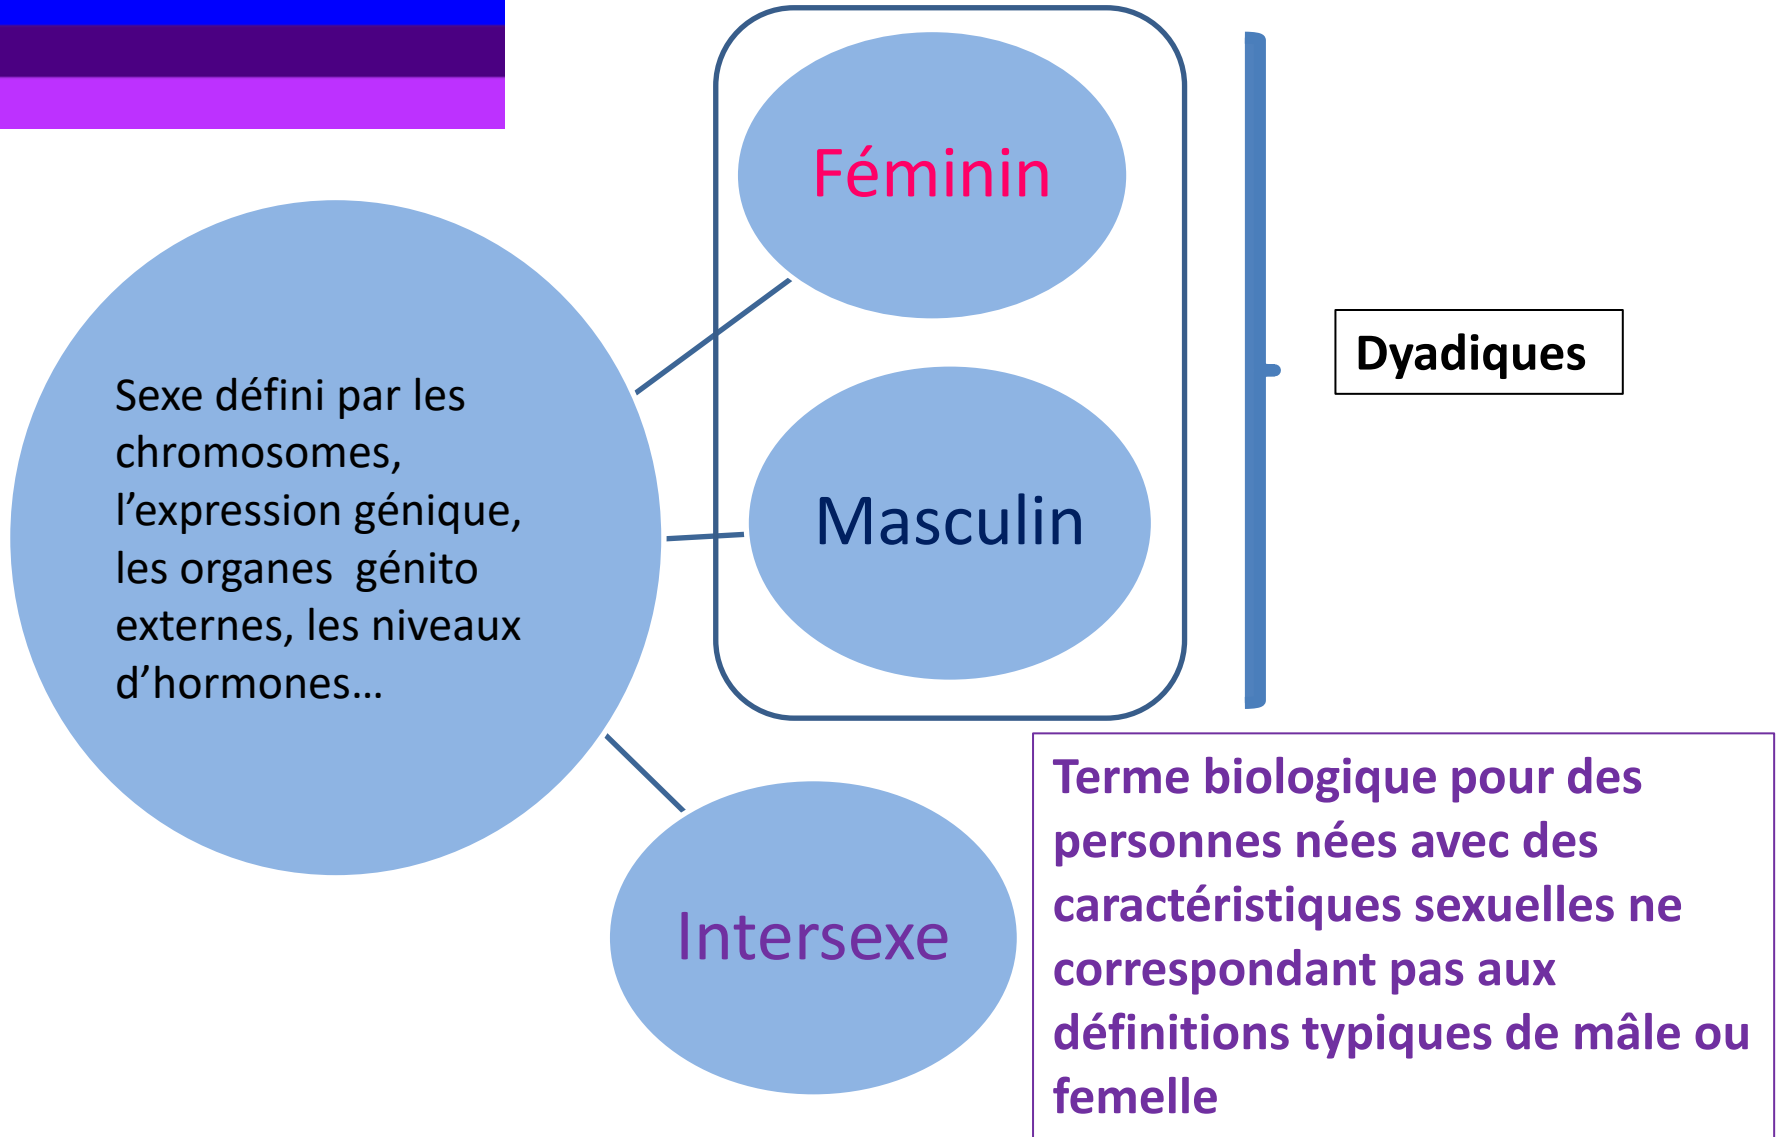 Féminin
Dyadiques
Sexe défini par les
chromosomes,
l’expression génique,
les organes  génito
externes, les niveaux
d’hormones…
Masculin
Intersexe
Terme biologique pour des
personnes nées avec des
caractéristiques sexuelles ne
correspondant pas aux
définitions typiques de mâle ou
femelle